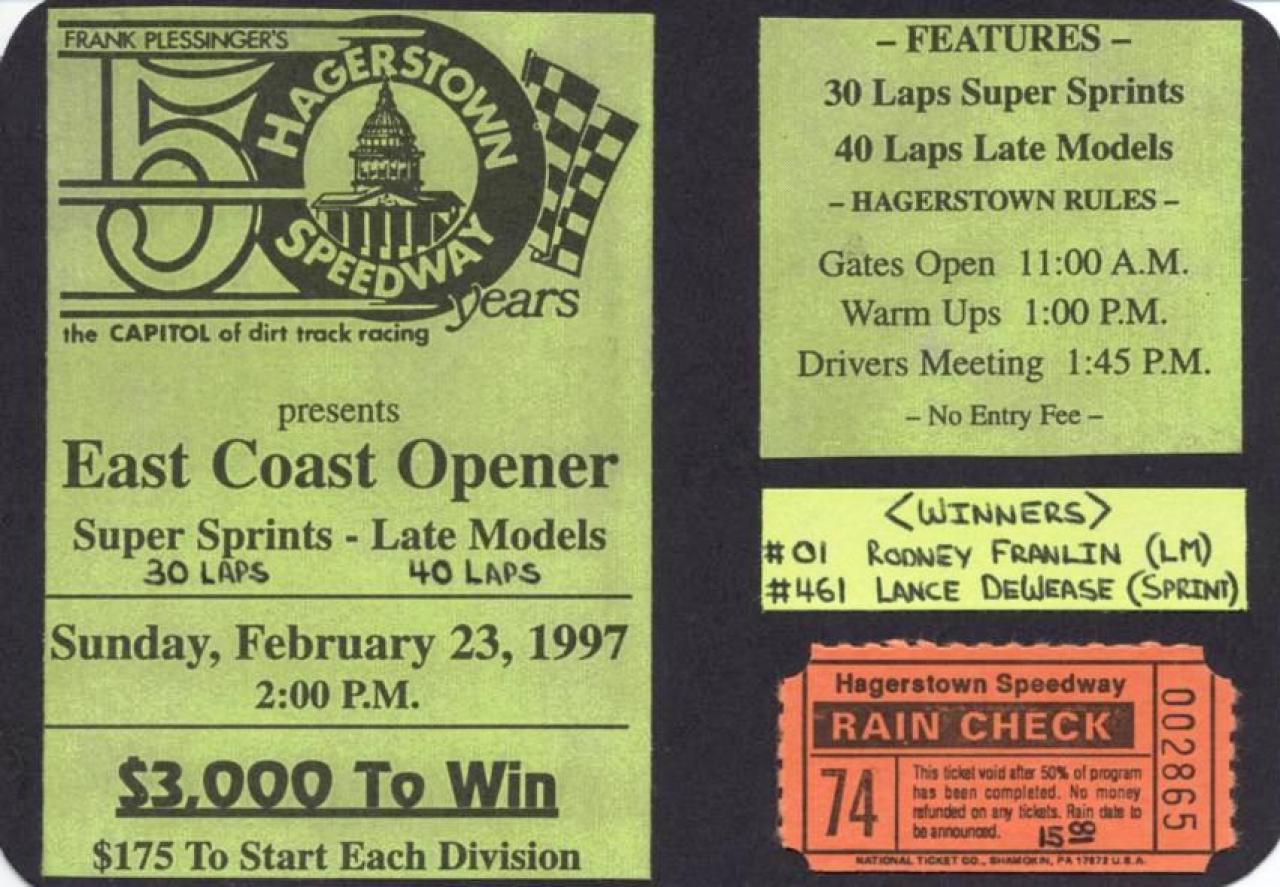 FRANK PLESSINGER'S
50
HAGERSTOWN
SPEEDWAY
years
the CAPITOL of dirt track racing
presents
East Coast Opener
Super Sprints - Late Models
30 LAPS 40 LAPS
Sunday, February 23, 1997
2:00 P.M.
$3,000 To Win
$175 To Start Each Division
– FEATURES –
30 Laps Super Sprints
40 Laps Late Models
– HAGERSTOWN RULES –
Gates Open 11:00 A.M.
Warm Ups 1:00 P.M.
Drivers Meeting 1:45 P.M.
– No Entry Fee –
<WINNERS>
#01 RODNEY FRANLIN (LM)
#461 LANCE DEWEASE (SPRINT)
Hagerstown Speedway
RAIN CHECK
74
This ticket void after 50% of program
has been completed. No money
refunded on any tickets. Rain date to
be announced.
15.00
NATIONAL TICKET CO., SHAMOKIN, PA 17872 U.S.A.
002865